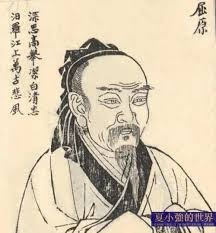 屈原
深思高舉潔白清忠
汨羅江上萬古悲風
夏小強的世界